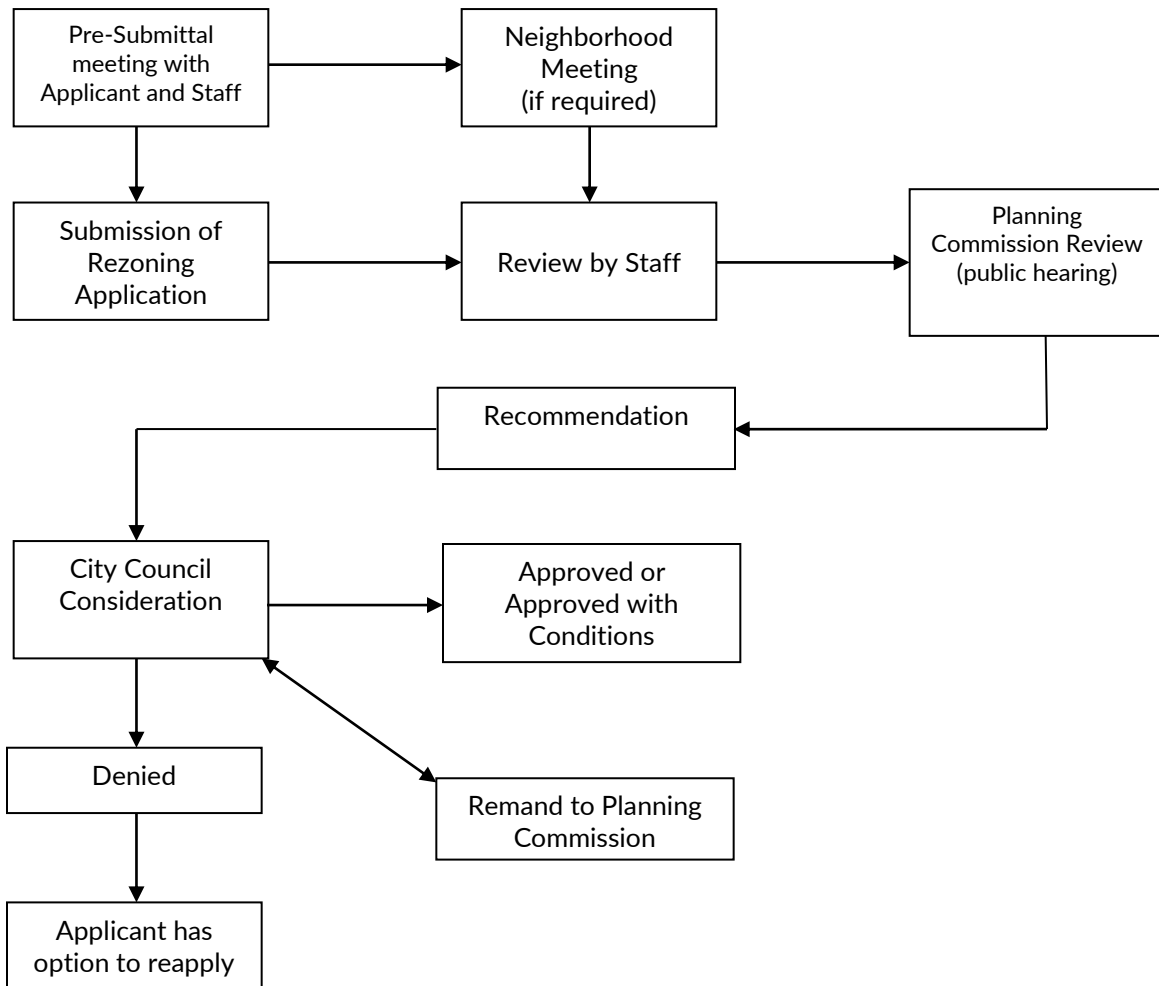 Pre-Submittal
meeting with
Applicant and Staff
Neighborhood
Meeting
(if required)
Submission of
Rezoning
Application
Review by Staff
Planning
Commission Review
(public hearing)
Recommendation
City Council
Consideration
Approved or
Approved with
Conditions
Denied
Remand to Planning
Commission
Applicant has
option to reapply